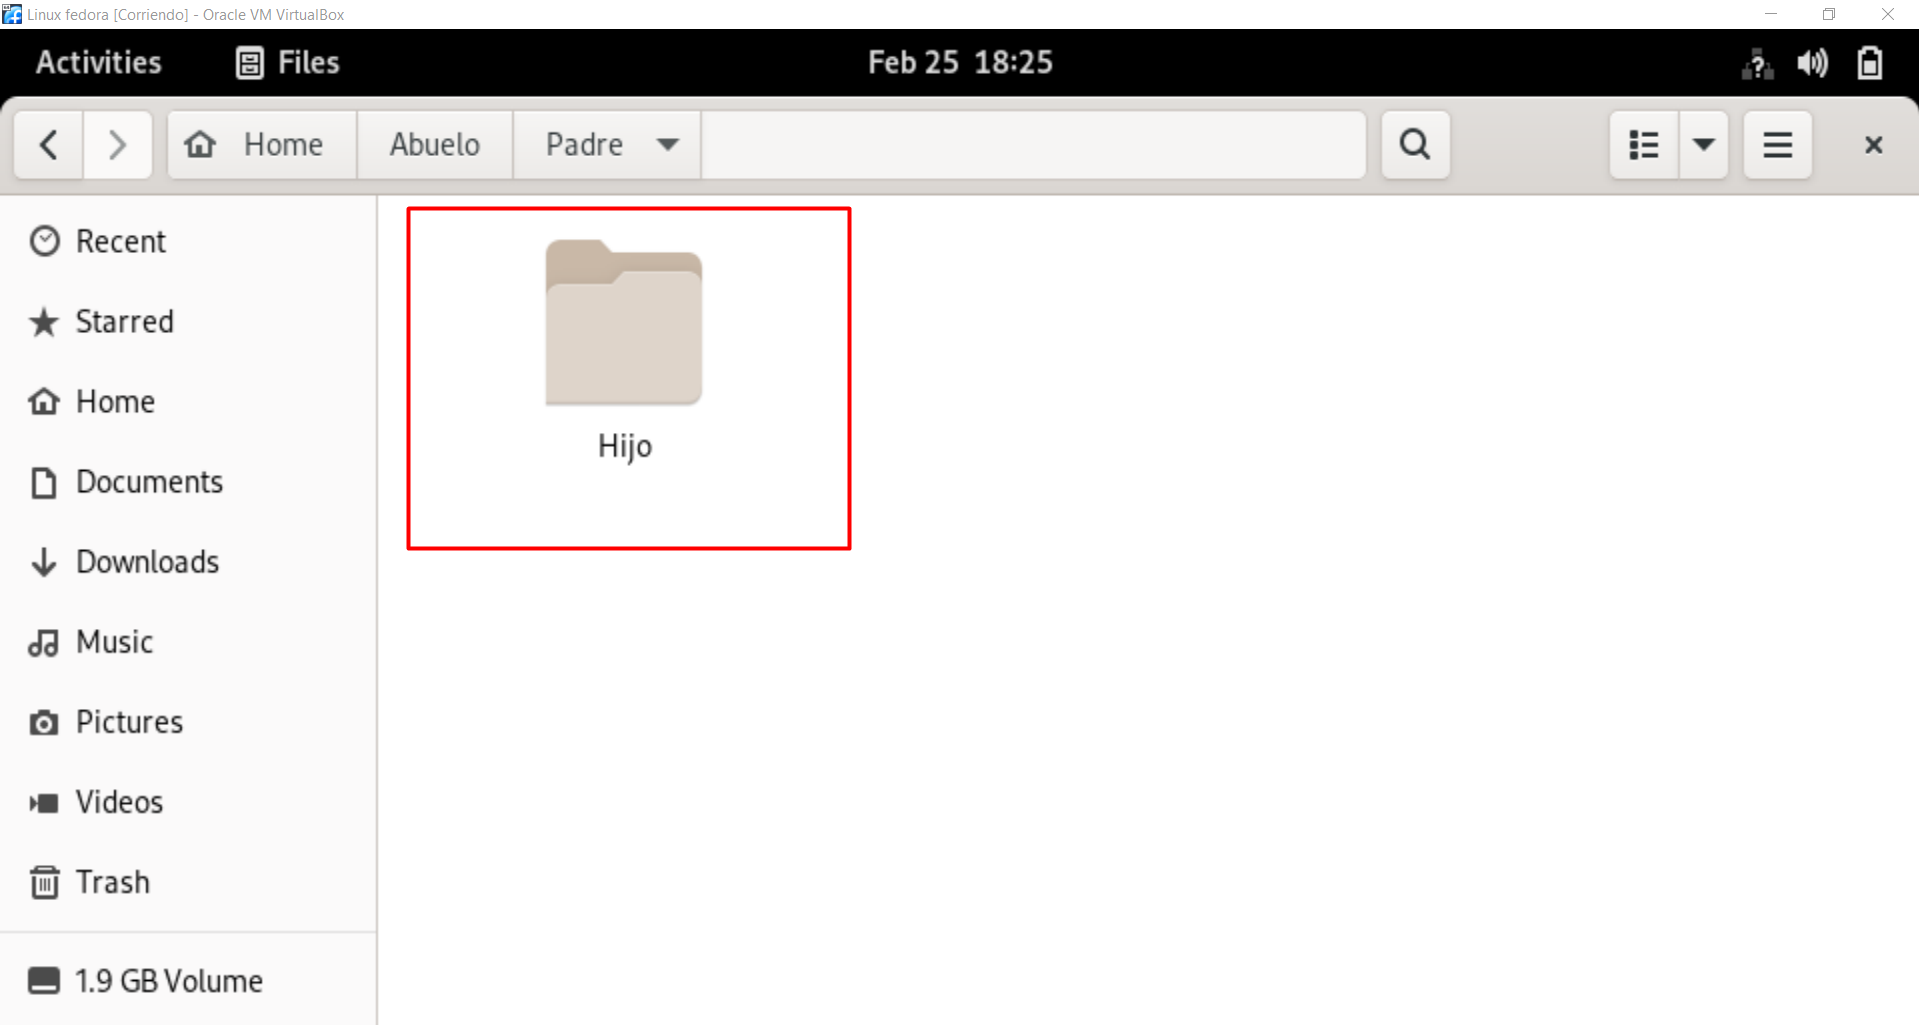 Linux fedora [Corriendo] - Oracle VM VirtualBox
Activities Files Feb 25 18:25
Home Abuelo Padre
Recent
Starred
Home
Documents
Downloads
Music
Pictures
Videos
Trash
1.9 GB Volume
Hijo